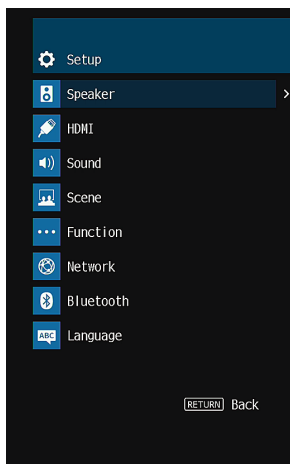 Setup
Speaker
HDMI
Sound
Scene
Function
Network
Bluetooth
ABC Language
RETURN Back